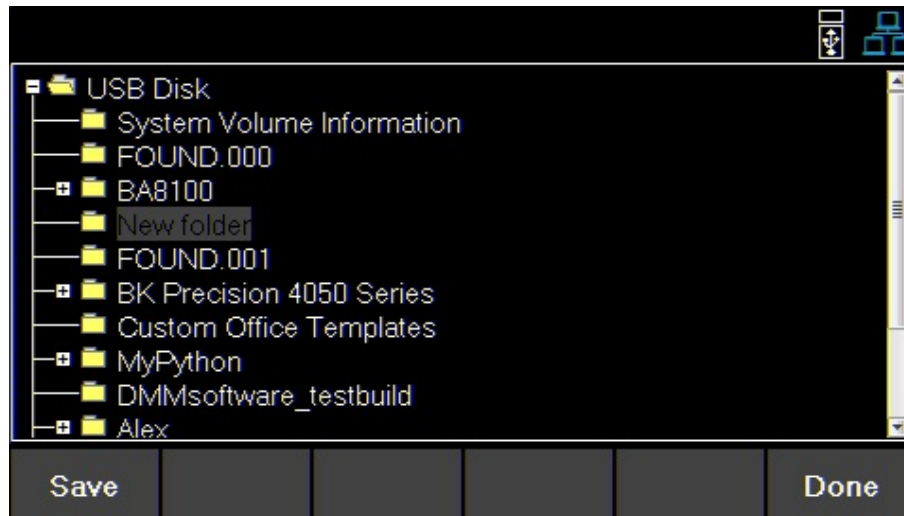 USB Disk
System Volume Information
FOUND.000
BA8100
New folder
FOUND.001
BK Precision 4050 Series
Custom Office Templates
MyPython
DMMsoftware_testbuild
Alex
Save Done